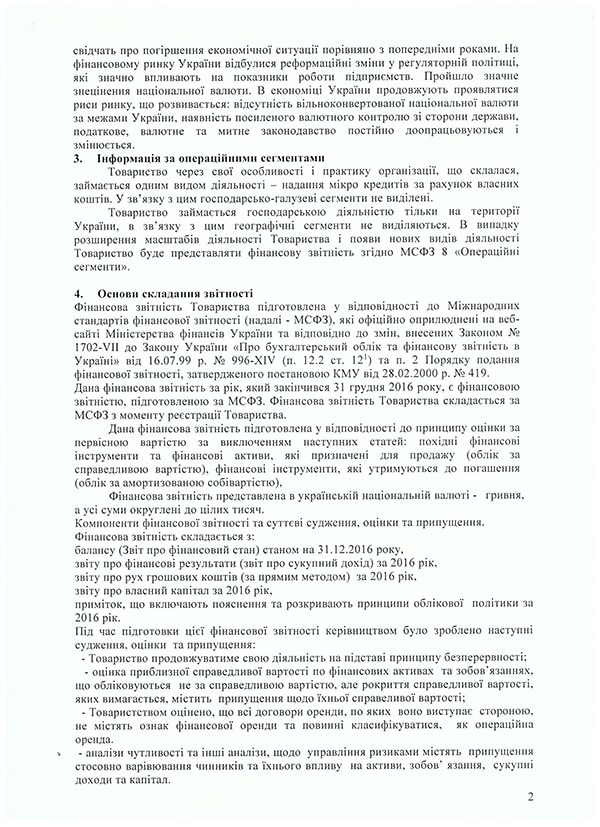 свідчать про погіршення економічної ситуації порівняно з попередніми роками. На
фінансовому ринку України відбулися реформаційні зміни у регуляторній політиці,
які значно впливають на показники роботи підприємств. Пройшло значне
знецінення національної валюти. В економіці України продовжують проявлятися
риси ринку, що розвивається: відсутність вільноконвертованої національної валюти
за межами України, наявність посиленого валютного контролю зі сторони держави,
податкове, валютне та митне законодавство постійно доопрацьовуються і
змінюється.
3. Інформація за операційними сегментами
Товариство через свої особливості і практику організації, що склалася,
займається одним видом діяльності – надання мікро кредитів за рахунок власних
коштів. У зв’язку з цим господарсько-галузеві сегменти не виділені.
Товариство займається господарською діяльністю тільки на території
України, в зв’язку з цим географічні сегменти не виділяються. В випадку
розширення масштабів діяльності Товариства і появи нових видів діяльності
Товариство буде представляти фінансову звітність згідно МСФЗ 8 «Операційні
сегменти».
4. Основи складання звітності
Фінансова звітність Товариства підготовлена у відповідності до Міжнародних
стандартів фінансової звітності (надалі - МСФЗ), які офіційно оприлюднені на веб-
сайті Міністерства фінансів України та відповідно до змін, внесених Законом №
1702-VII до Закону України «Про бухгалтерський облік та фінансову звітність в
Україні» від 16.07.99 р. № 996-XIV (п. 12.2 ст. 12¹) та п. 2 Порядку подання
фінансової звітності, затвердженого постановою КМУ від 28.02.2000 р. № 419.
Дана фінансова звітність за рік, який закінчився 31 грудня 2016 року, є фінансовою
звітністю, підготовленою за МСФЗ. Фінансова звітність Товариства складається за
МСФЗ з моменту реєстрації Товариства.
Дана фінансова звітність підготовлена у відповідності до принципу оцінки за
первісною вартістю за виключенням наступних статей: похідні фінансові
інструменти та фінансові активи, які призначені для продажу (облік за
справедливою вартістю), фінансові інструменти, які утримуються до погашення
(облік за амортизованою собівартістю),
Фінансова звітність представлена в українській національній валюті - гривня,
а усі суми округлені до цілих тисяч.
Компоненти фінансової звітності та суттєві судження, оцінки та припущення.
Фінансова звітність складається з:
балансу (Звіт про фінансовий стан) станом на 31.12.2016 року,
звіту про фінансові результати (звіт про сукупний дохід) за 2016 рік,
звіту про рух грошових коштів (за прямим методом) за 2016 рік,
звіту про власний капітал за 2016 рік,
приміток, що включають пояснення та розкривають принципи облікової політики за
2016 рік.
Під час підготовки цієї фінансової звітності керівництвом було зроблено наступні
судження, оцінки та припущення:
- Товариство продовжуватиме свою діяльність на підставі принципу безперервності;
- оцінка приблизної справедливої вартості по фінансових активах та зобов’язаннях,
що обліковуються не за справедливою вартістю, але рокриття справедливої вартості,
яких вимагається, містить припущення щодо їхньої справелливої вартості;
- Товариcтством оцінено, що всі договори оренди, по яких воно виступає стороною,
не містять ознак фінансової оренди та повинні класифікуватися, як операційна
оренда.
- аналізи чутливості та інші аналізи, щодо управління ризиками містять припущення
стосовно варіювання чинників та їхнього впливу на активи, зобов’ язання, сукупні
доходи та капітал.
2